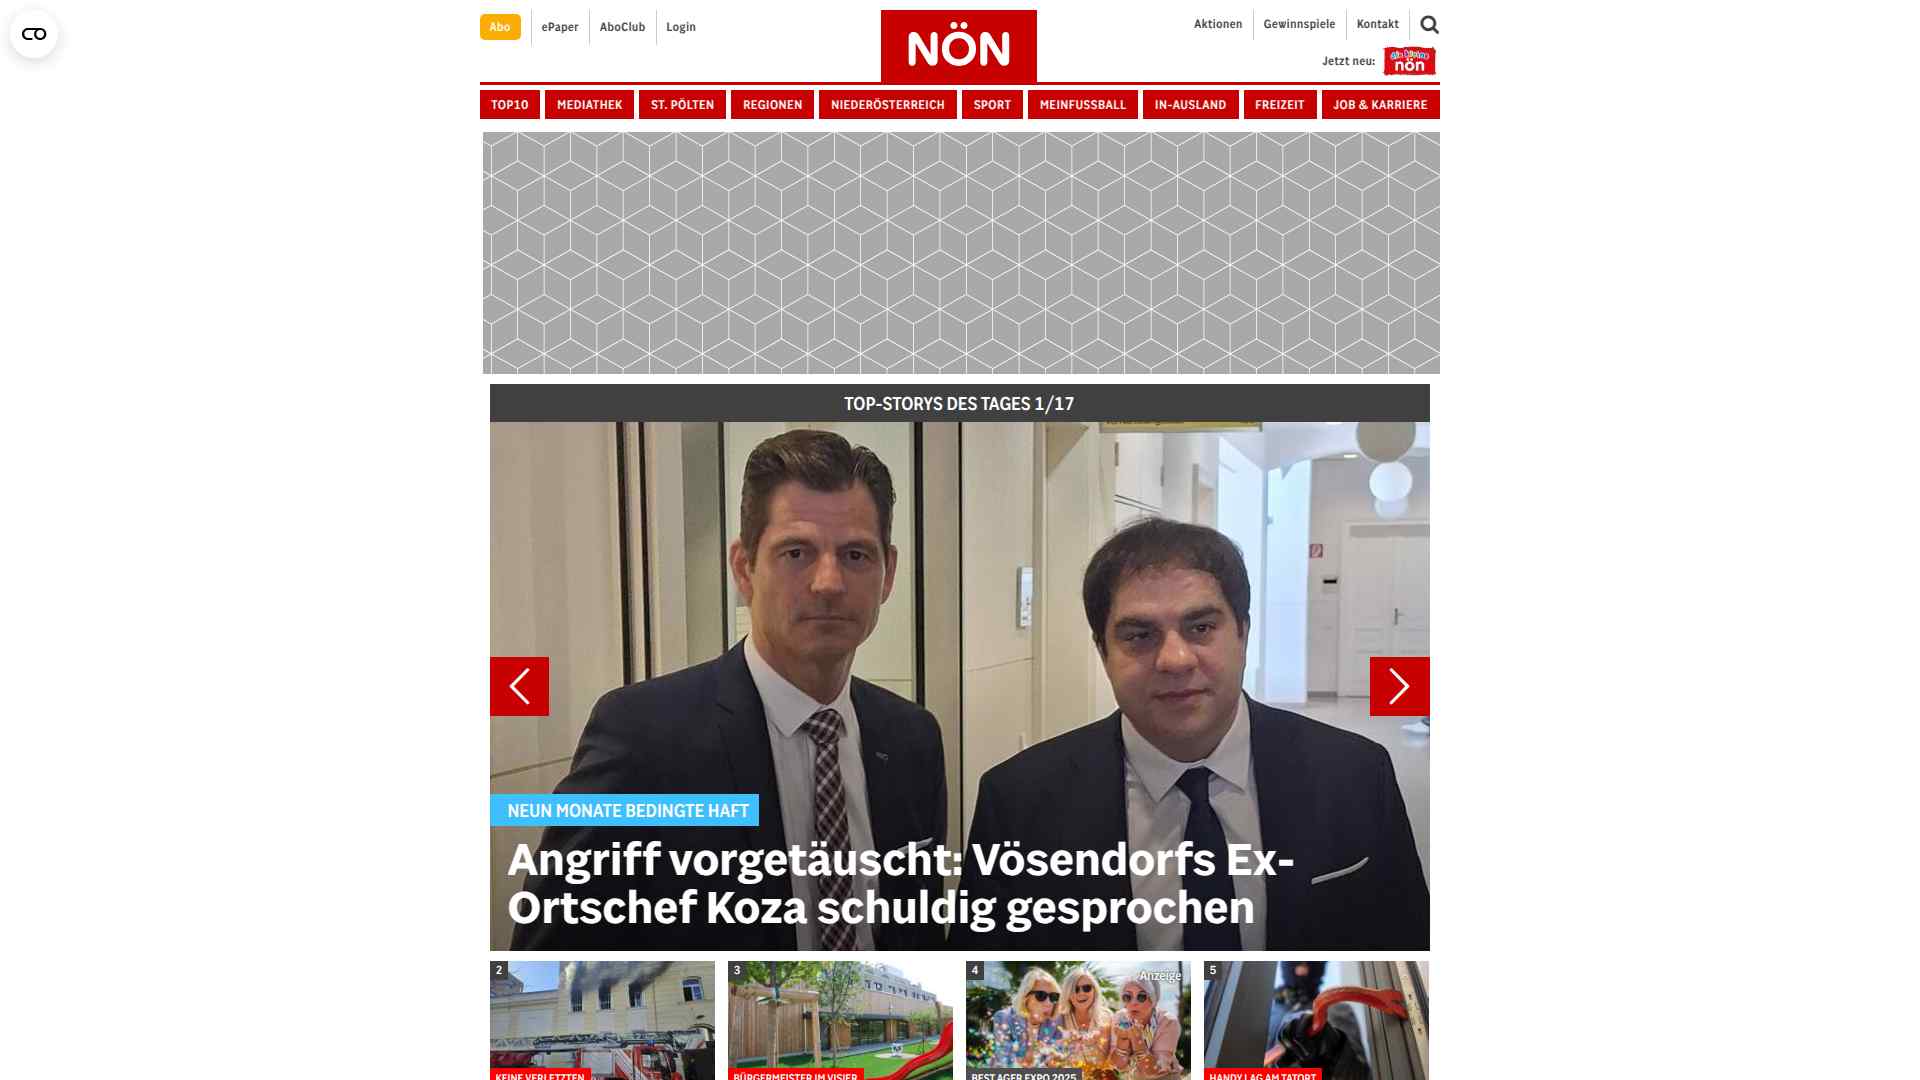 Abo
ePaper
AboClub
Login
NÖN
Aktionen
Gewinnspiele
Kontakt
Jetzt neu:
die kleine
nön
TOP10
MEDIATHEK
ST. PÖLTEN
REGIONEN
NIEDERÖSTERREICH
SPORT
MEINFUSSBALL
IN-AUSLAND
FREIZEIT
JOB & KARRIERE
TOP-STORYS DES TAGES 1/17
NEUN MONATE BEDINGTE HAFT
Angriff vorgetäuscht: Vösendorfs Ex-
Ortschef Koza schuldig gesprochen
2
KEINE VERLETZTEN
3
BÜRGERMEISTER IM VISIER
4
Anzeige
BEST AGER EXPO 2025
5
HANDY LAG AM TATORT